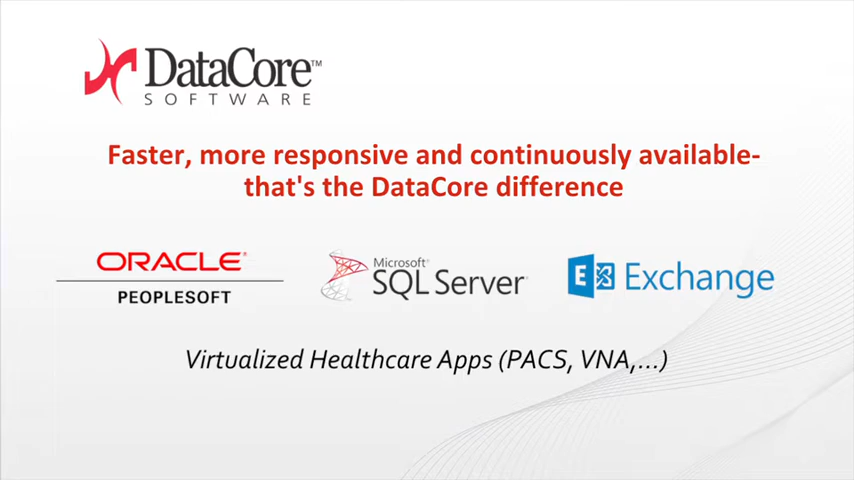 DataCore™
SOFTWARE
Faster, more responsive and continuously available-
that's the DataCore difference
ORACLE®
PEOPLESOFT
Microsoft®
SQL Server®
E Exchange
Virtualized Healthcare Apps (PACS, VNA,...)